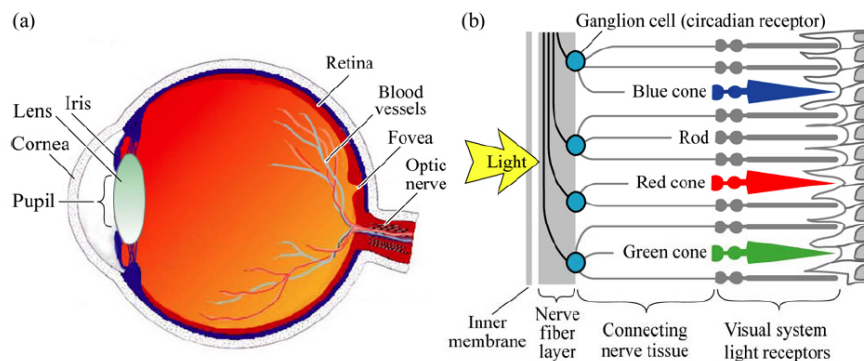 (a)
Retina
Blood
vessels
Iris
Lens
Fovea
Cornea
Optic
nerve
Pupil
(b)
Ganglion cell (circadian receptor)
Blue cone
Rod
Light
Red cone
Green cone
Inner
membrane
Nerve
fiber
layer
Connecting
nerve tissue
Visual system
light receptors